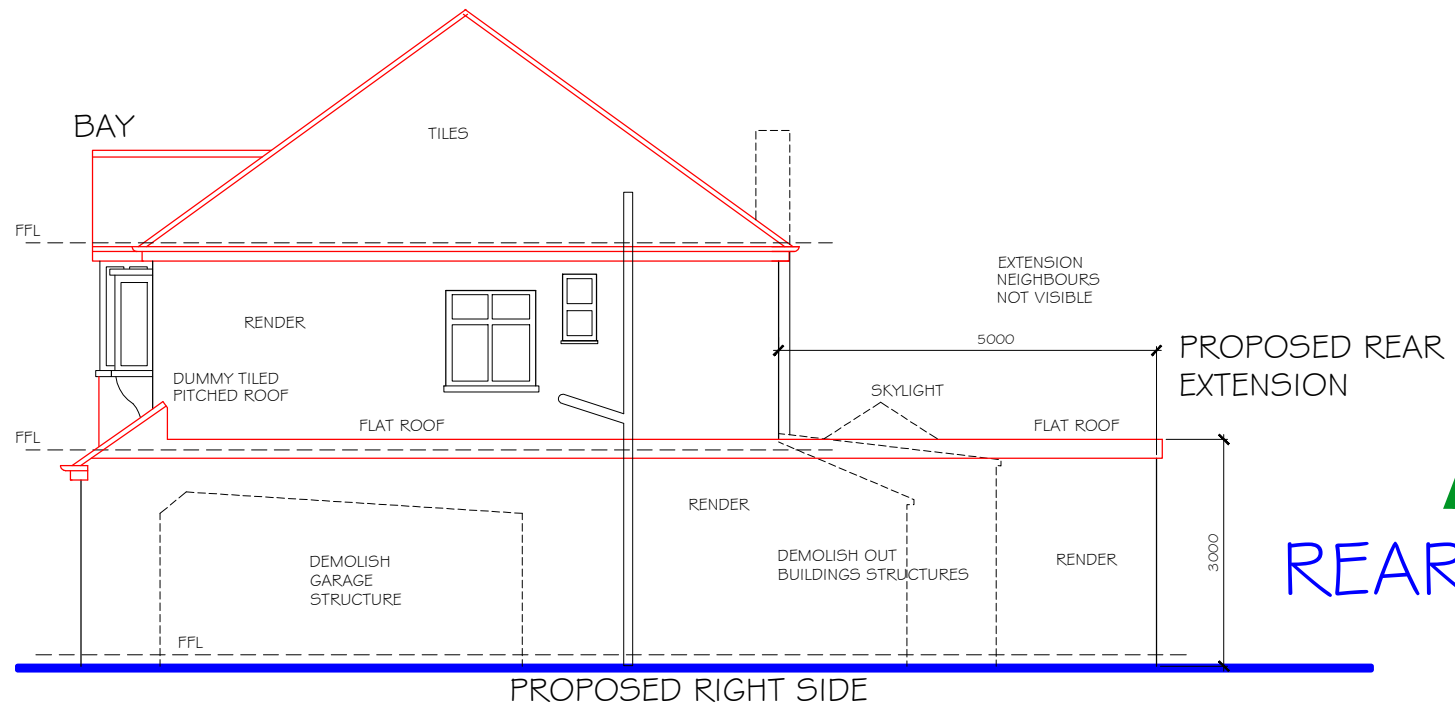 BAY
TILES
FFL
EXTENSION
NEIGHBOURS
NOT VISIBLE
RENDER
5000
PROPOSED REAR
EXTENSION
DUMMY TILED
PITCHED ROOF
SKYLIGHT
FLAT ROOF
FLAT ROOF
FFL
RENDER
3000
DEMOLISH
GARAGE
STRUCTURE
DEMOLISH OUT
BUILDINGS STRUCTURES
RENDER
REAR
FFL
PROPOSED RIGHT SIDE